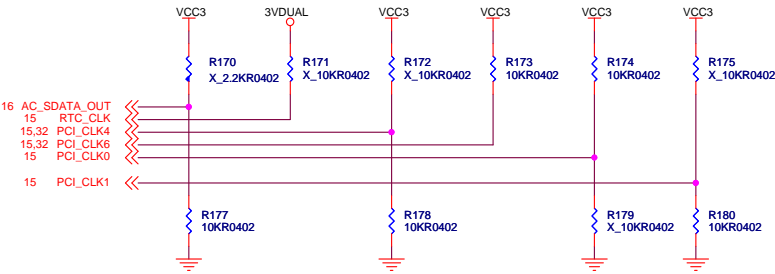 VCC3 3VDUAL VCC3 VCC3 VCC3 VCC3
R170 R171 R172 R173 R174 R175
X_2.2KR0402 X_10KR0402 X_10KR0402 10KR0402 10KR0402 X_10KR0402
16 AC_SDATA_OUT
15 RTC_CLK
15,32 PCI_CLK4
15,32 PCI_CLK6
15 PCI_CLK0
15 PCI_CLK1
R177 R178 R179 R180
10KR0402 10KR0402 X_10KR0402 10KR0402